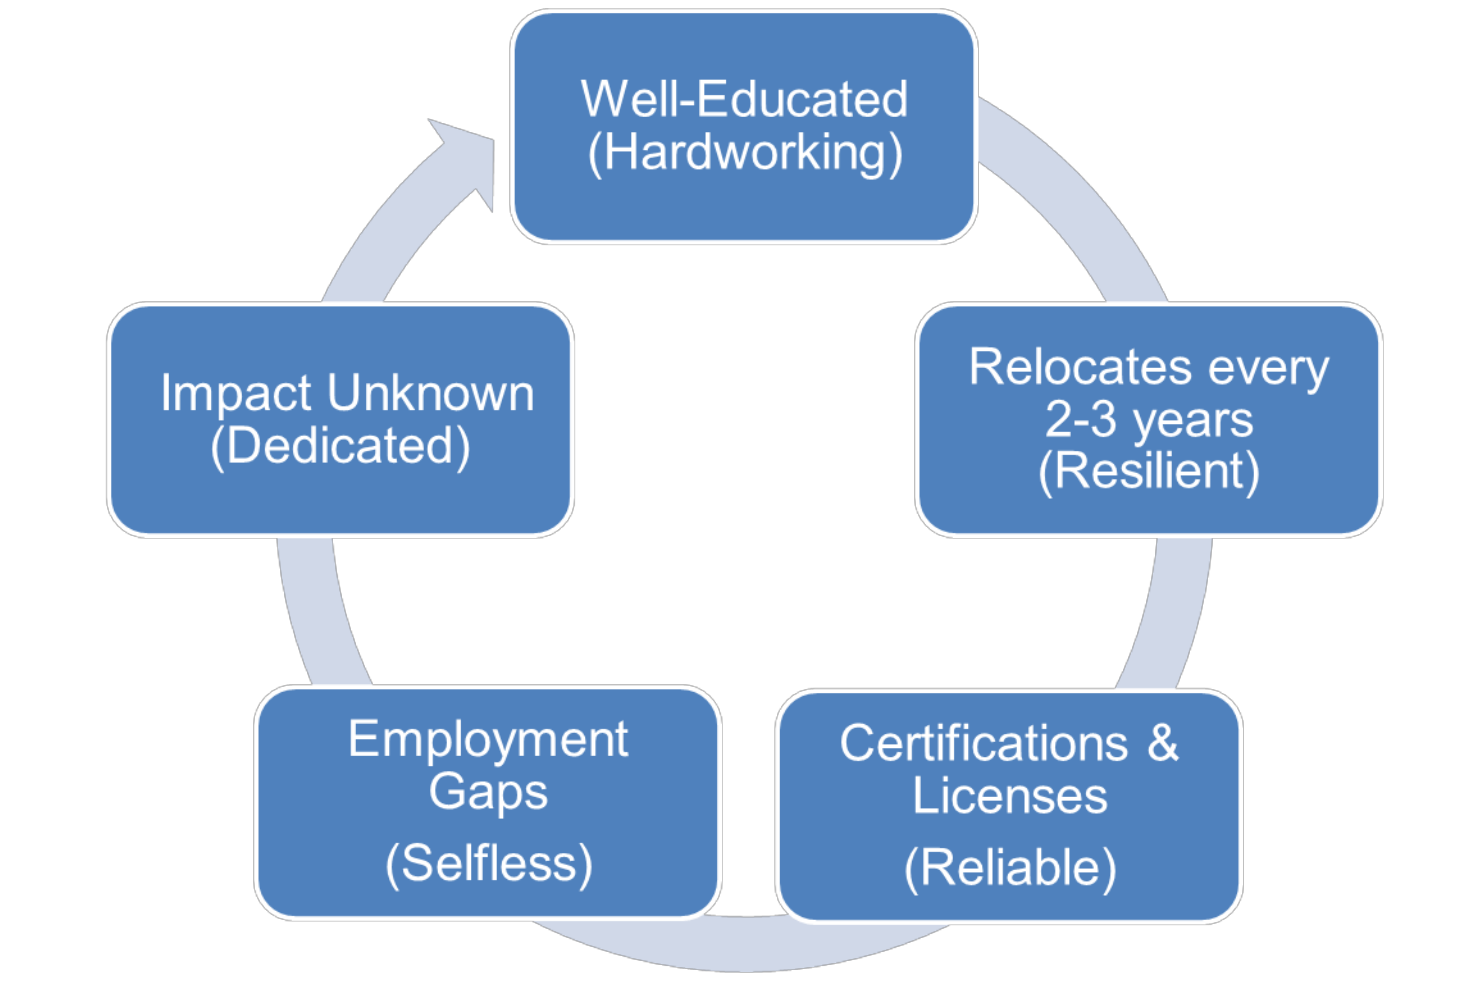 Well-Educated
(Hardworking)
Relocates every
2-3 years
(Resilient)
Certifications &
Licenses
(Reliable)
Employment
Gaps
(Selfless)
Impact Unknown
(Dedicated)